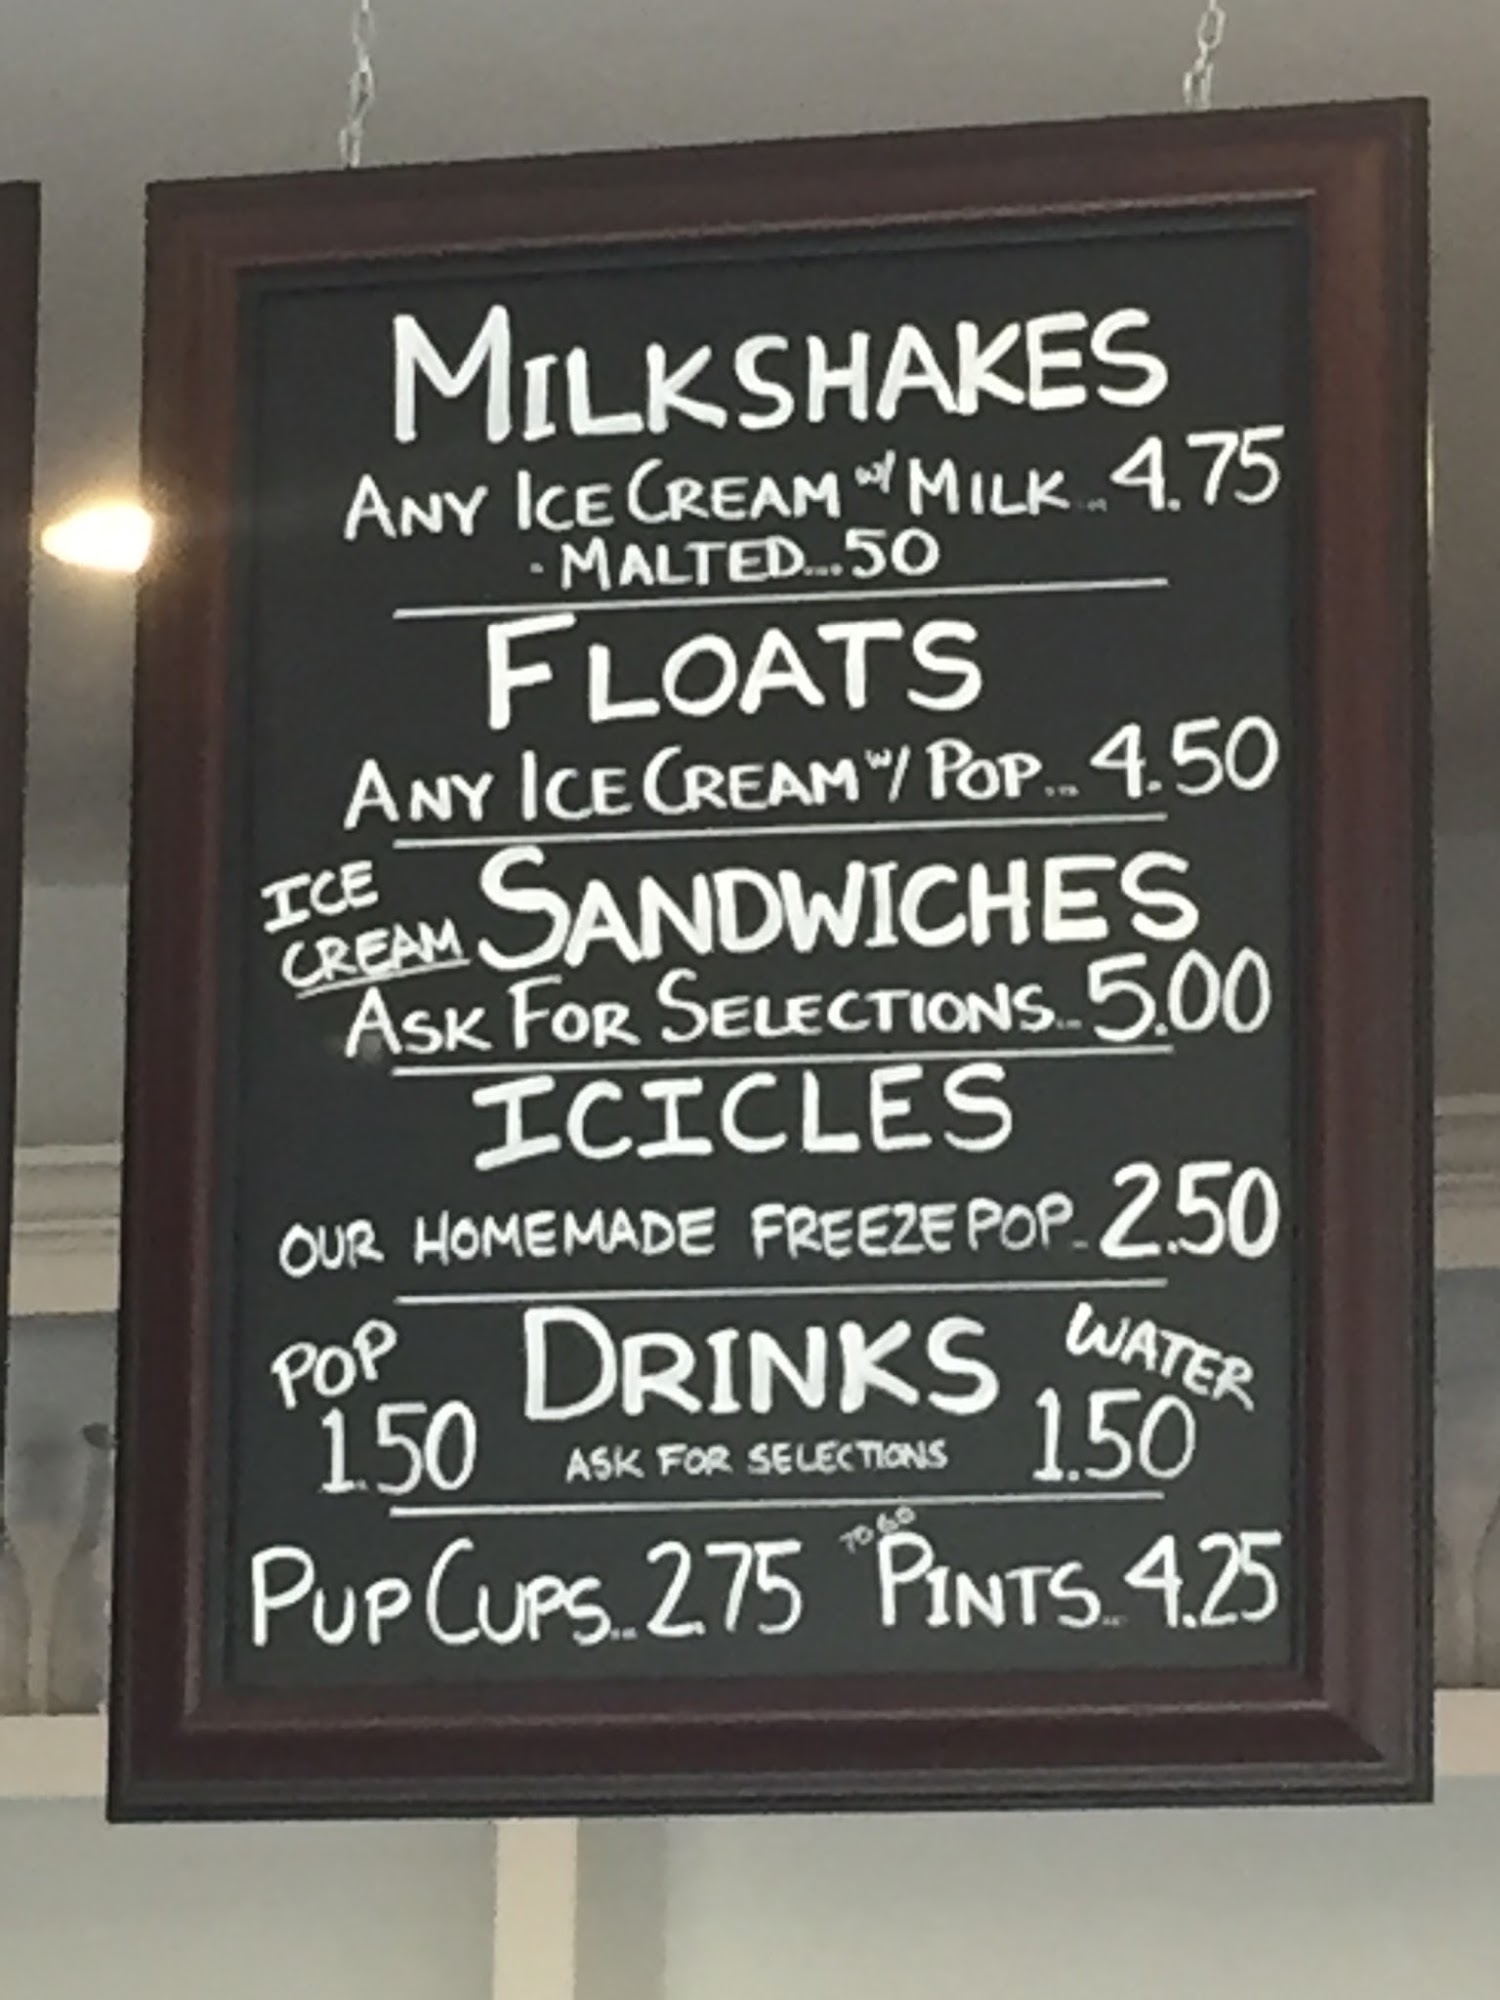 MILKSHAKES
ANY ICE CREAM w/ MILK... 4.75
- MALTED... .50
FLOATS
ANY ICE CREAM w/ POP... 4.50
ICE CREAM SANDWICHES
ASK FOR SELECTIONS... 5.00
ICICLES
OUR HOMEMADE FREEZE POP... 2.50
POP DRINKS WATER
1.50 ASK FOR SELECTIONS 1.50
PUP CUPS... 2.75 TO GO PINTS... 4.25